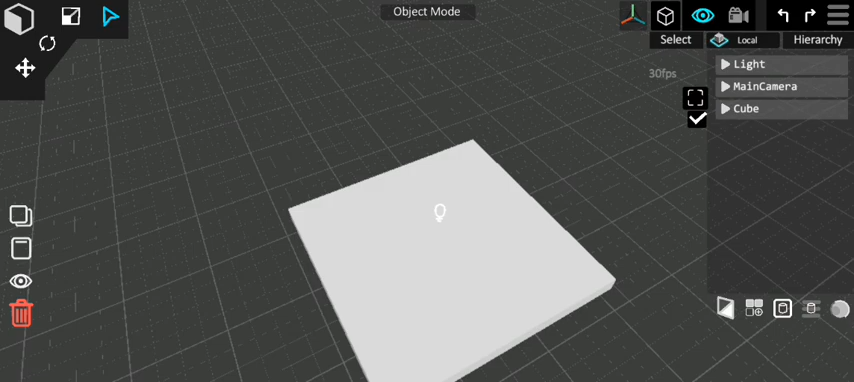 Object Mode
Select
Local
Hierarchy
30fps
Light
MainCamera
Cube